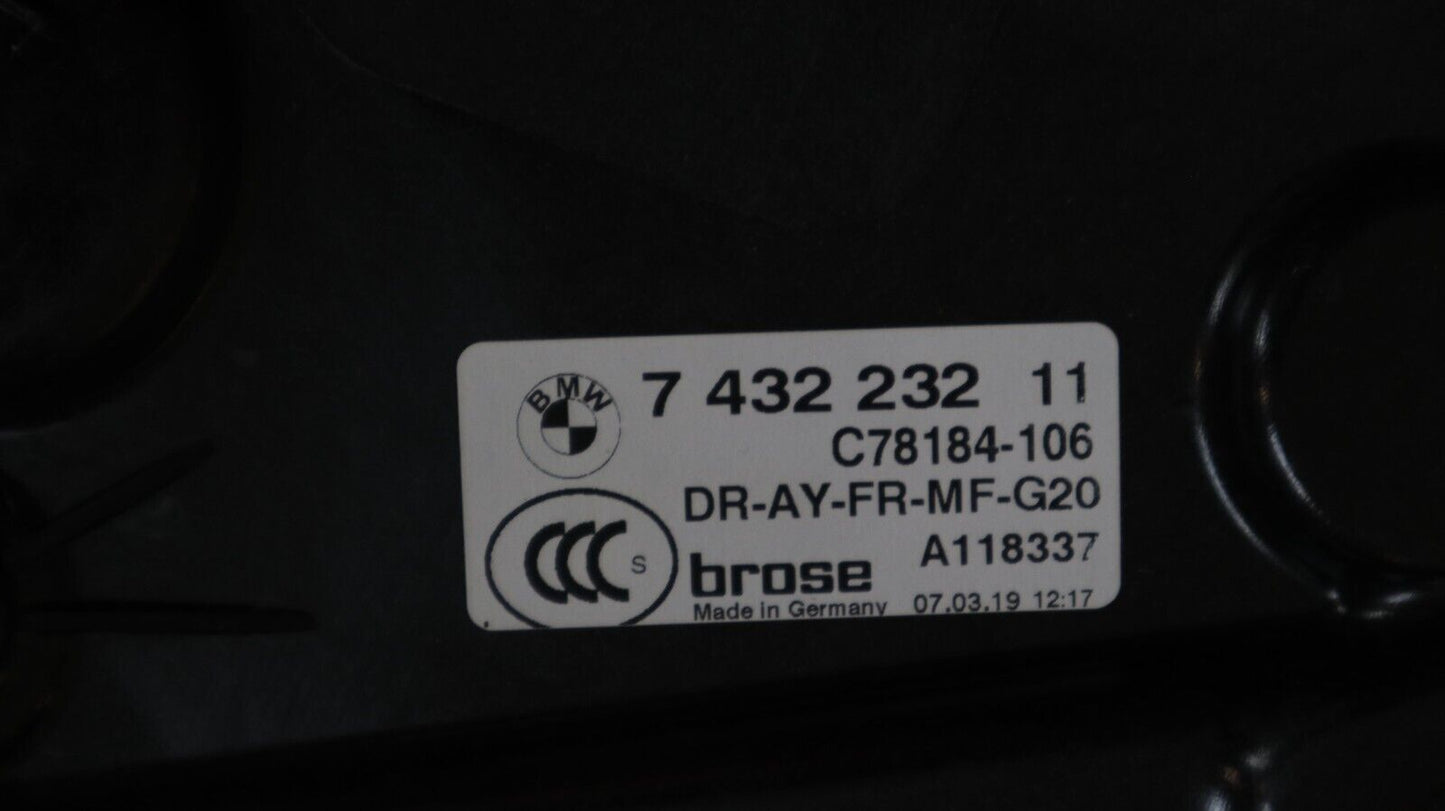 BMW 7 432 232 11
C78184-106
DR-AY-FR-MF-G20
CCC S A118337
brose
Made in Germany 07.03.19 12:17